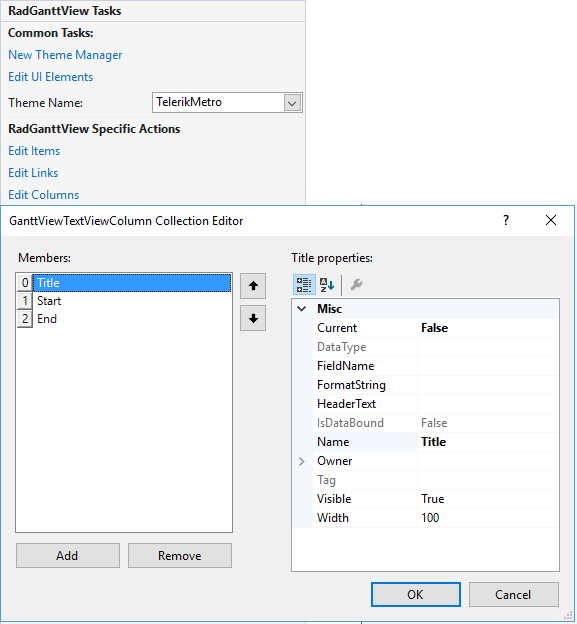 RadGanttView Tasks
Common Tasks:
New Theme Manager
Edit UI Elements
Theme Name: TelerikMetro
RadGanttView Specific Actions
Edit Items
Edit Links
Edit Columns
GanttViewTextViewColumn Collection Editor ?
Members:
0 Title
1 Start
2 End
Add Remove
Title properties:
Misc
Current False
DataType
FieldName
FormatString
HeaderText
IsDataBound False
Name Title
Owner
Tag
Visible True
Width 100
OK Cancel